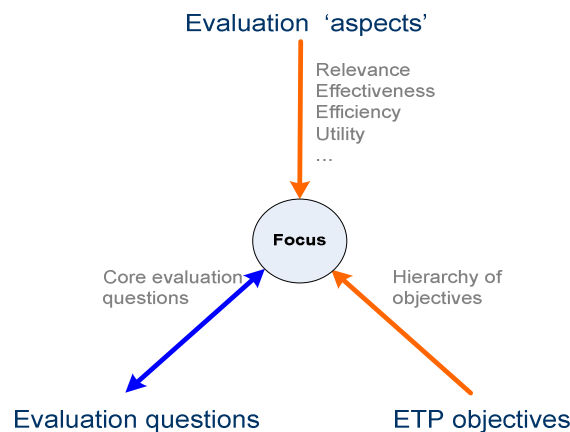 Evaluation ‘aspects’
Relevance
Effectiveness
Efficiency
Utility
...
Focus
Core evaluation
questions
Hierarchy of
objectives
Evaluation questions
ETP objectives